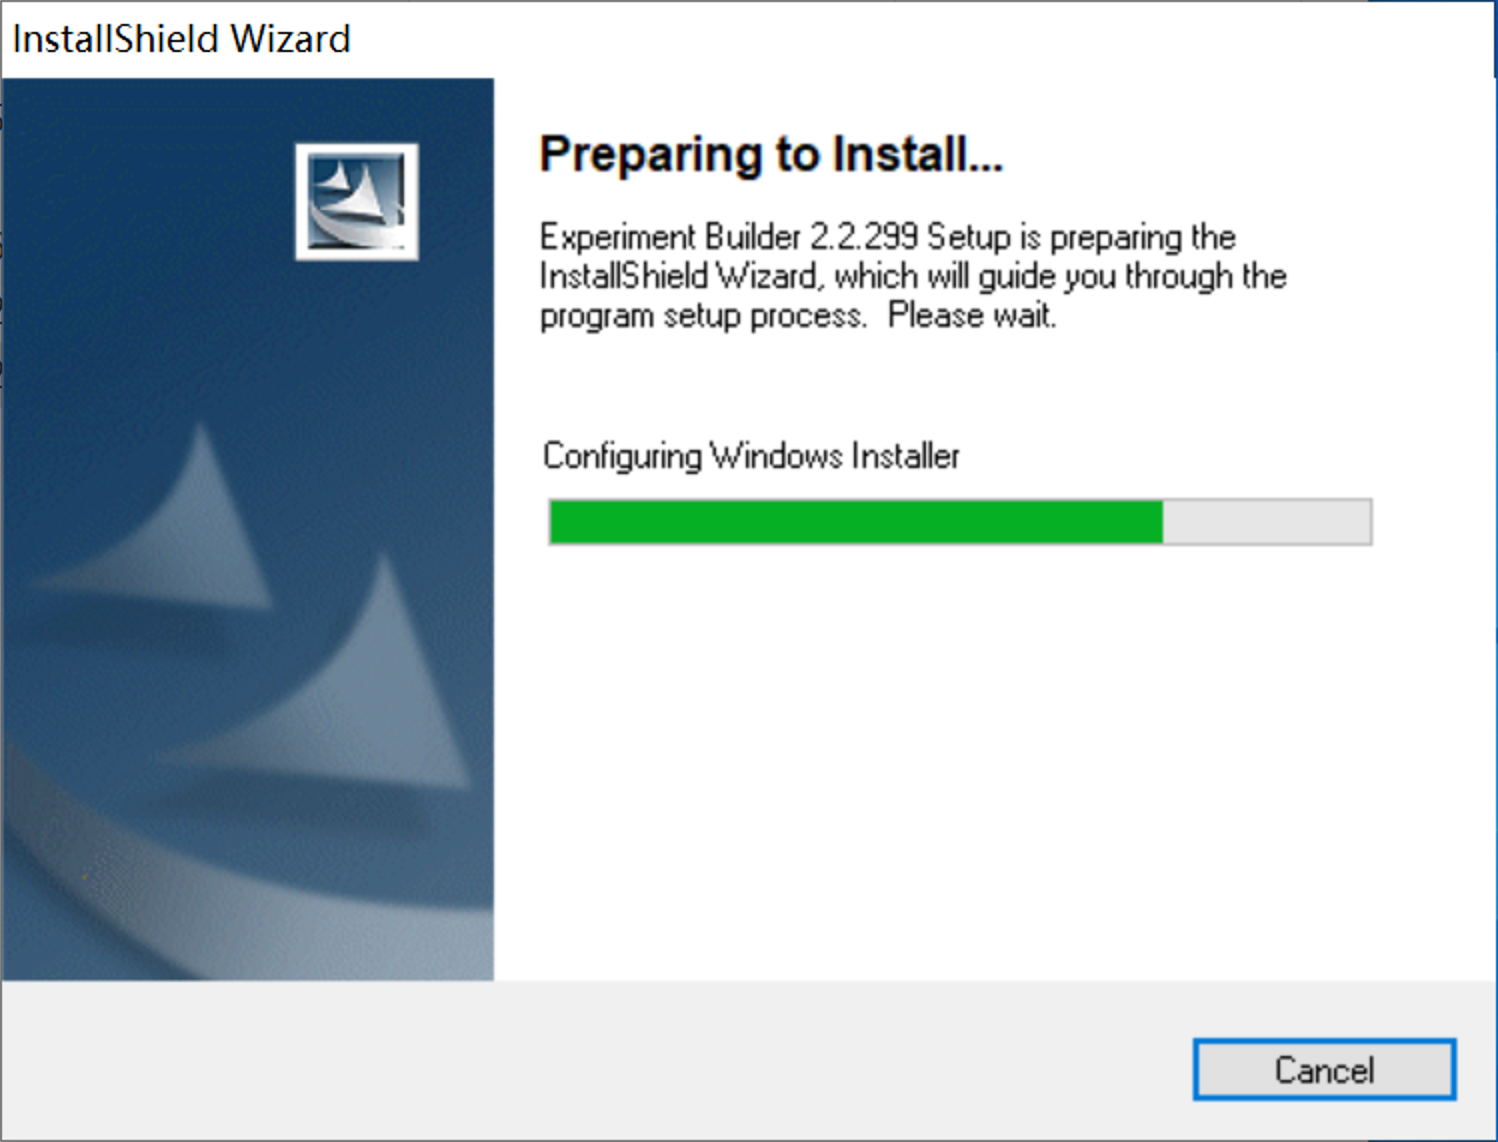 InstallShield Wizard
Preparing to Install...
Experiment Builder 2.2.299 Setup is preparing the
InstallShield Wizard, which will guide you through the
program setup process.  Please wait.
Configuring Windows Installer
Cancel